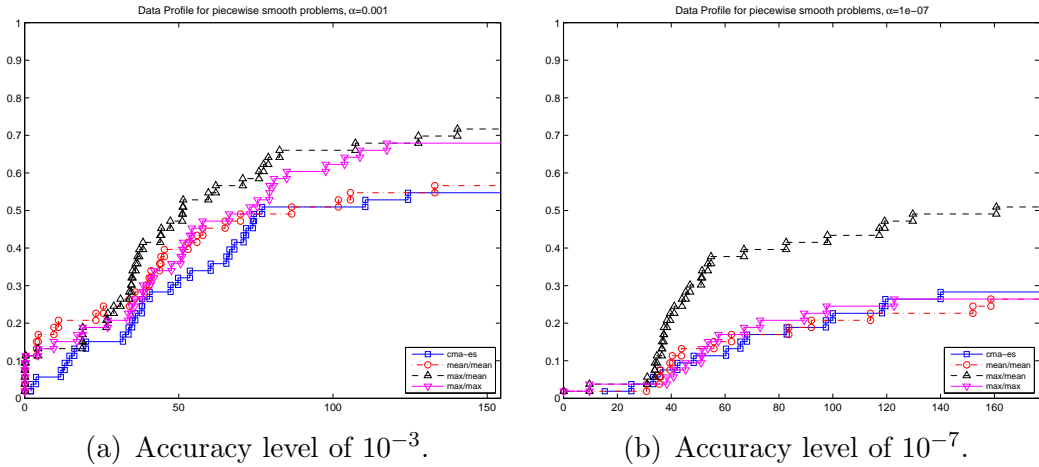 Data Profile for piecewise smooth problems, α=0.001
1
0.9
0.8
0.7
0.6
0.5
0.4
0.3
0.2
0.1
0
0
50
100
150
cma-es
mean/mean
max/mean
max/max
(a) Accuracy level of 10⁻³.
Data Profile for piecewise smooth problems, α=1e-07
1
0.9
0.8
0.7
0.6
0.5
0.4
0.3
0.2
0.1
0
0
20
40
60
80
100
120
140
160
cma-es
mean/mean
max/mean
max/max
(b) Accuracy level of 10⁻⁷.